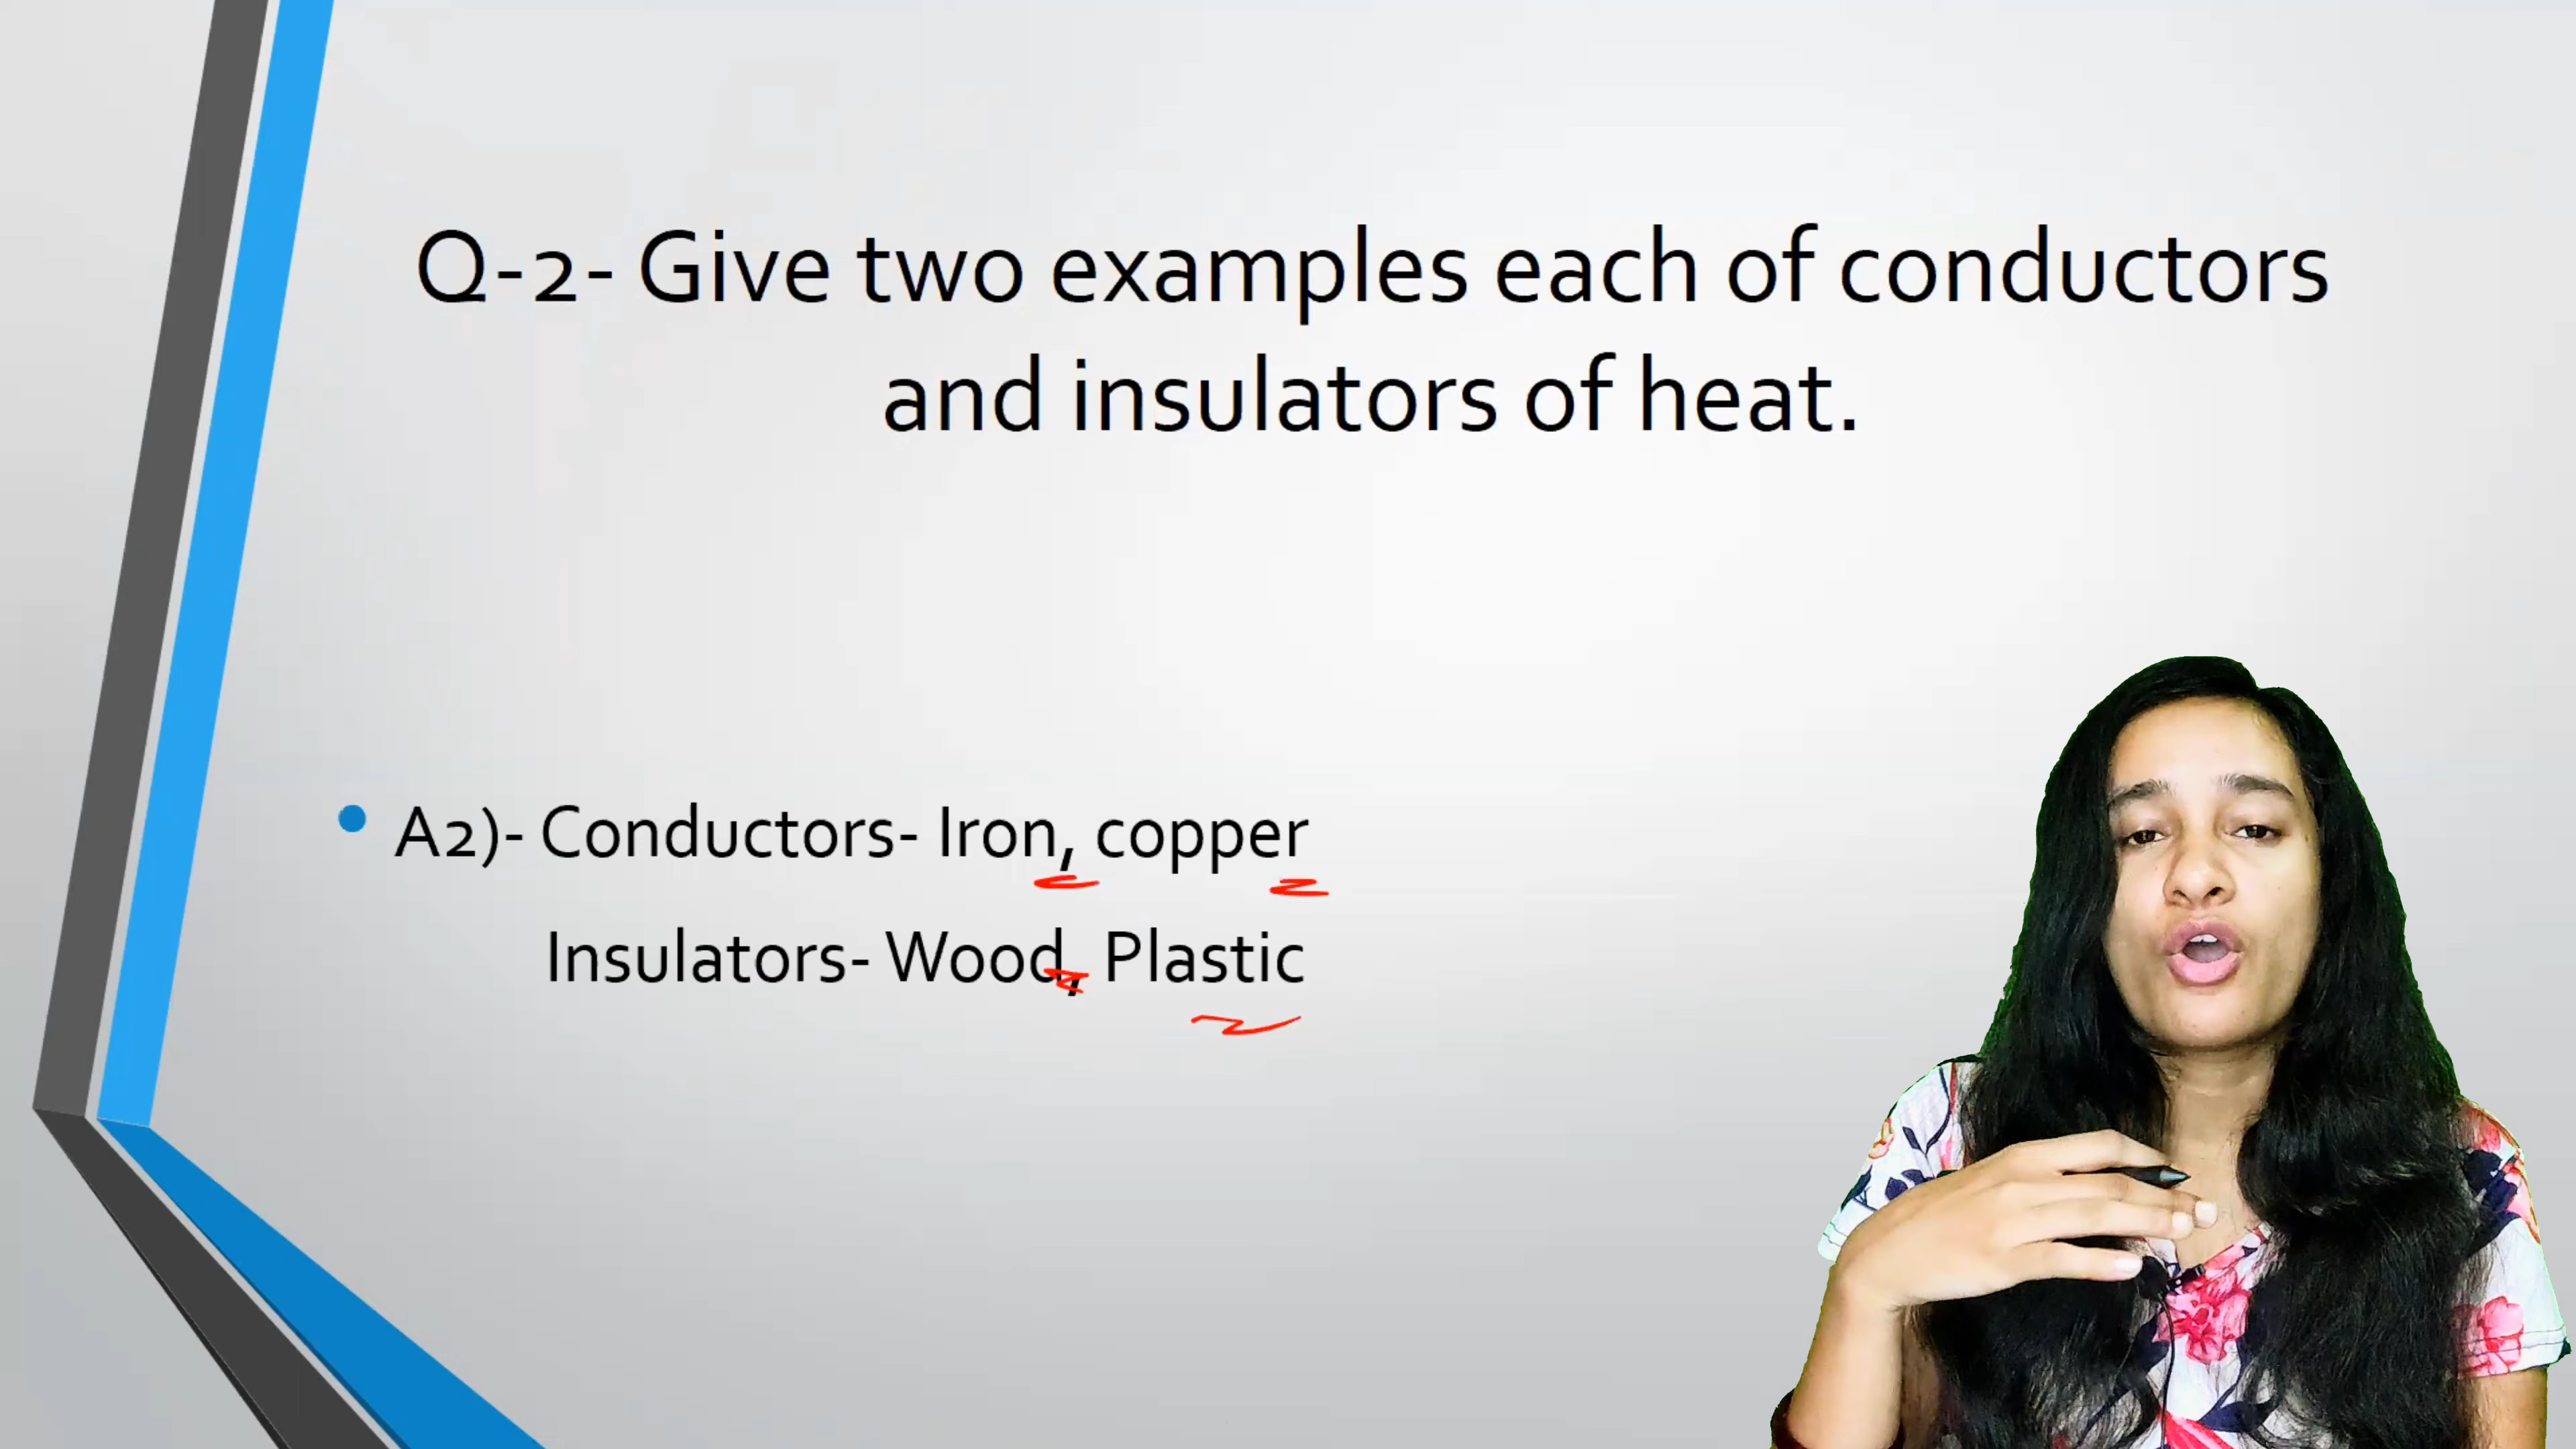 Q-2- Give two examples each of conductors
and insulators of heat.
A2)- Conductors- Iron, copper
Insulators- Wood, Plastic